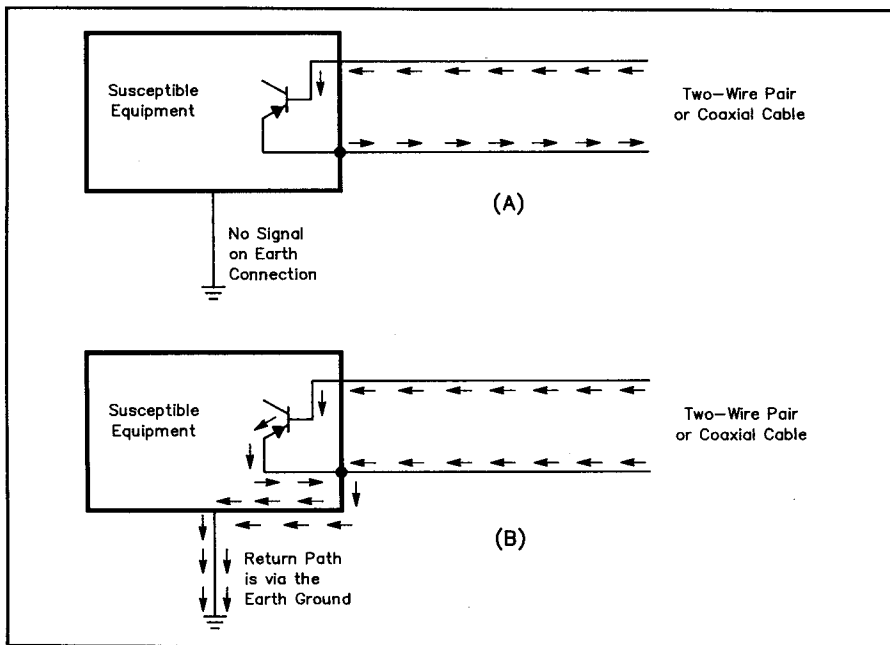 Susceptible
Equipment
Two-Wire Pair
or Coaxial Cable
(A)
No Signal
on Earth
Connection
Susceptible
Equipment
Two-Wire Pair
or Coaxial Cable
(B)
Return Path
is via the
Earth Ground